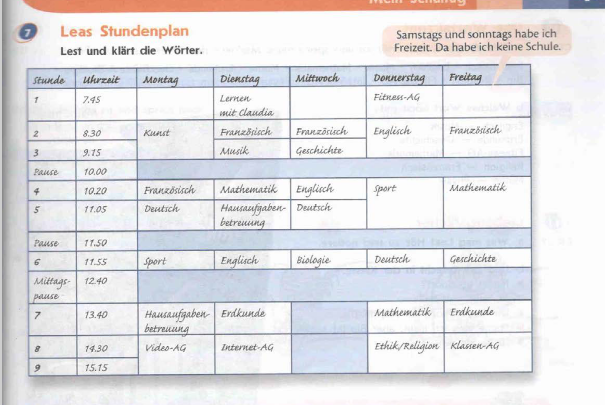 Mein Schultag
7 Leas Stundenplan
Lest und klärt die Wörter.
Samstags und sonntags habe ich
Freizeit. Da habe ich keine Schule.
Stunde Uhrzeit Montag Dienstag Mittwoch Donnerstag Freitag
1 7.45 Lernen Fitness-AG
mit Claudia
2 8.30 Kunst Französisch Französisch Englisch Französisch
3 9.15 Musik Geschichte
Pause 10.00
4 10.20 Französisch Mathematik Englisch Sport Mathematik
5 11.05 Deutsch Hausaufgaben- Deutsch
betreuung
Pause 11.50
6 11.55 Sport Englisch Biologie Deutsch Geschichte
Mittags- 12.40
pause
7 13.40 Hausaufgaben- Erdkunde Mathematik Erdkunde
betreuung
8 14.30 Video-AG Internet-AG Ethik/Religion Klassen-AG
9 15.15